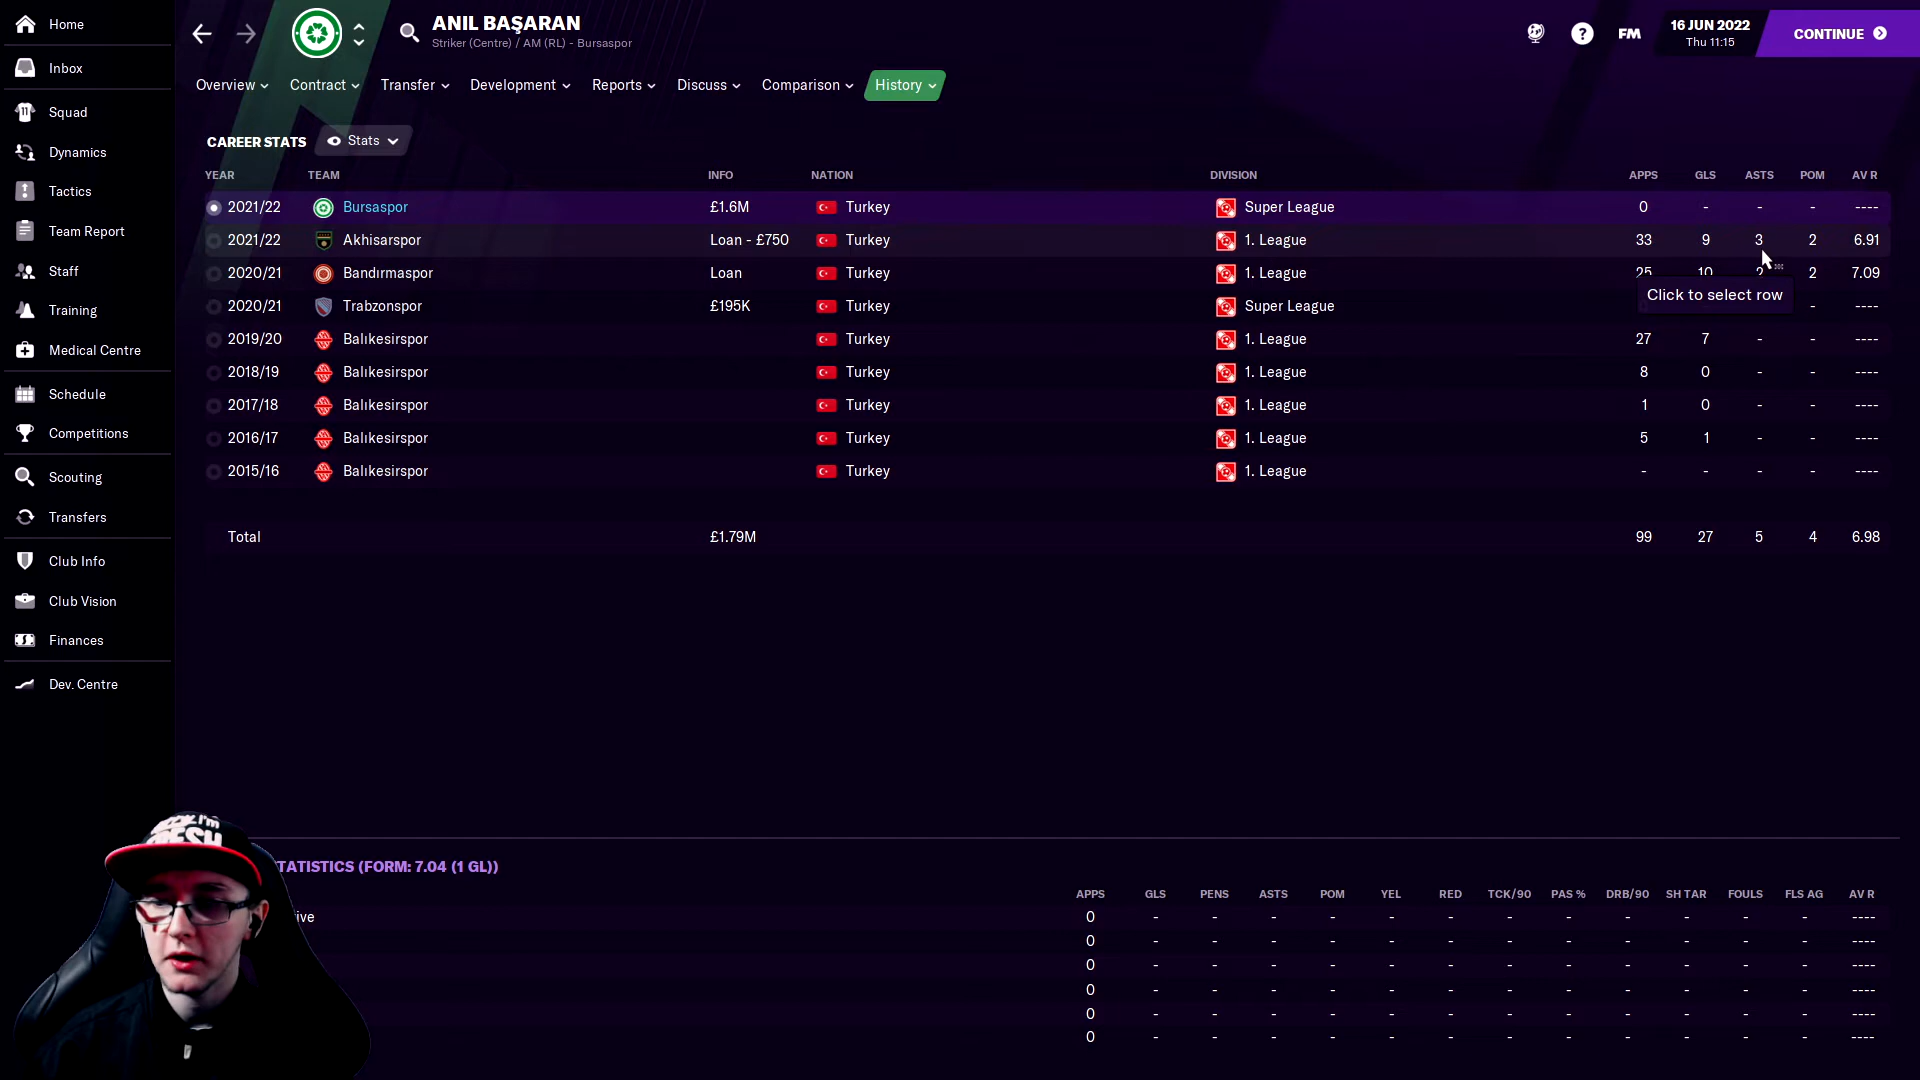 Home
Inbox
Squad
Dynamics
Tactics
Team Report
Staff
Training
Medical Centre
Schedule
Competitions
Scouting
Transfers
Club Info
Club Vision
Finances
Dev. Centre
ANIL BAŞARAN
Striker (Centre) / AM (RL) - Bursaspor
? FM 16 JUN 2022
Thu 11:15
CONTINUE
Overview Contract Transfer Development Reports Discuss Comparison History
CAREER STATS Stats
YEAR TEAM INFO NATION DIVISION APPS GLS ASTS POM AV R
2021/22 Bursaspor £1.6M Turkey Super League 0 - - - ----
2021/22 Akhisarspor Loan - £750 Turkey 1. League 33 9 3 2 6.91
2020/21 Bandırmaspor Loan Turkey 1. League 25 10 2 2 7.09
Click to select row
2020/21 Trabzonspor £195K Turkey Super League - ----
2019/20 Balıkesirspor Turkey 1. League 27 7 - - ----
2018/19 Balıkesirspor Turkey 1. League 8 0 - - ----
2017/18 Balıkesirspor Turkey 1. League 1 0 - - ----
2016/17 Balıkesirspor Turkey 1. League 5 1 - - ----
2015/16 Balıkesirspor Turkey 1. League - - - - ----
Total £1.79M 99 27 5 4 6.98
TATISTICS (FORM: 7.04 (1 GL))
APPS GLS PENS ASTS POM YEL RED TCK/90 PAS % DRB/90 SH TAR FOULS FLS AG AV R
ive 0 - - - - - - - - - - - - ----
0 - - - - - - - - - - - - ----
0 - - - - - - - - - - - - ----
0 - - - - - - - - - - - - ----
0 - - - - - - - - - - - - ----
0 - - - - - - - - - - - - ----